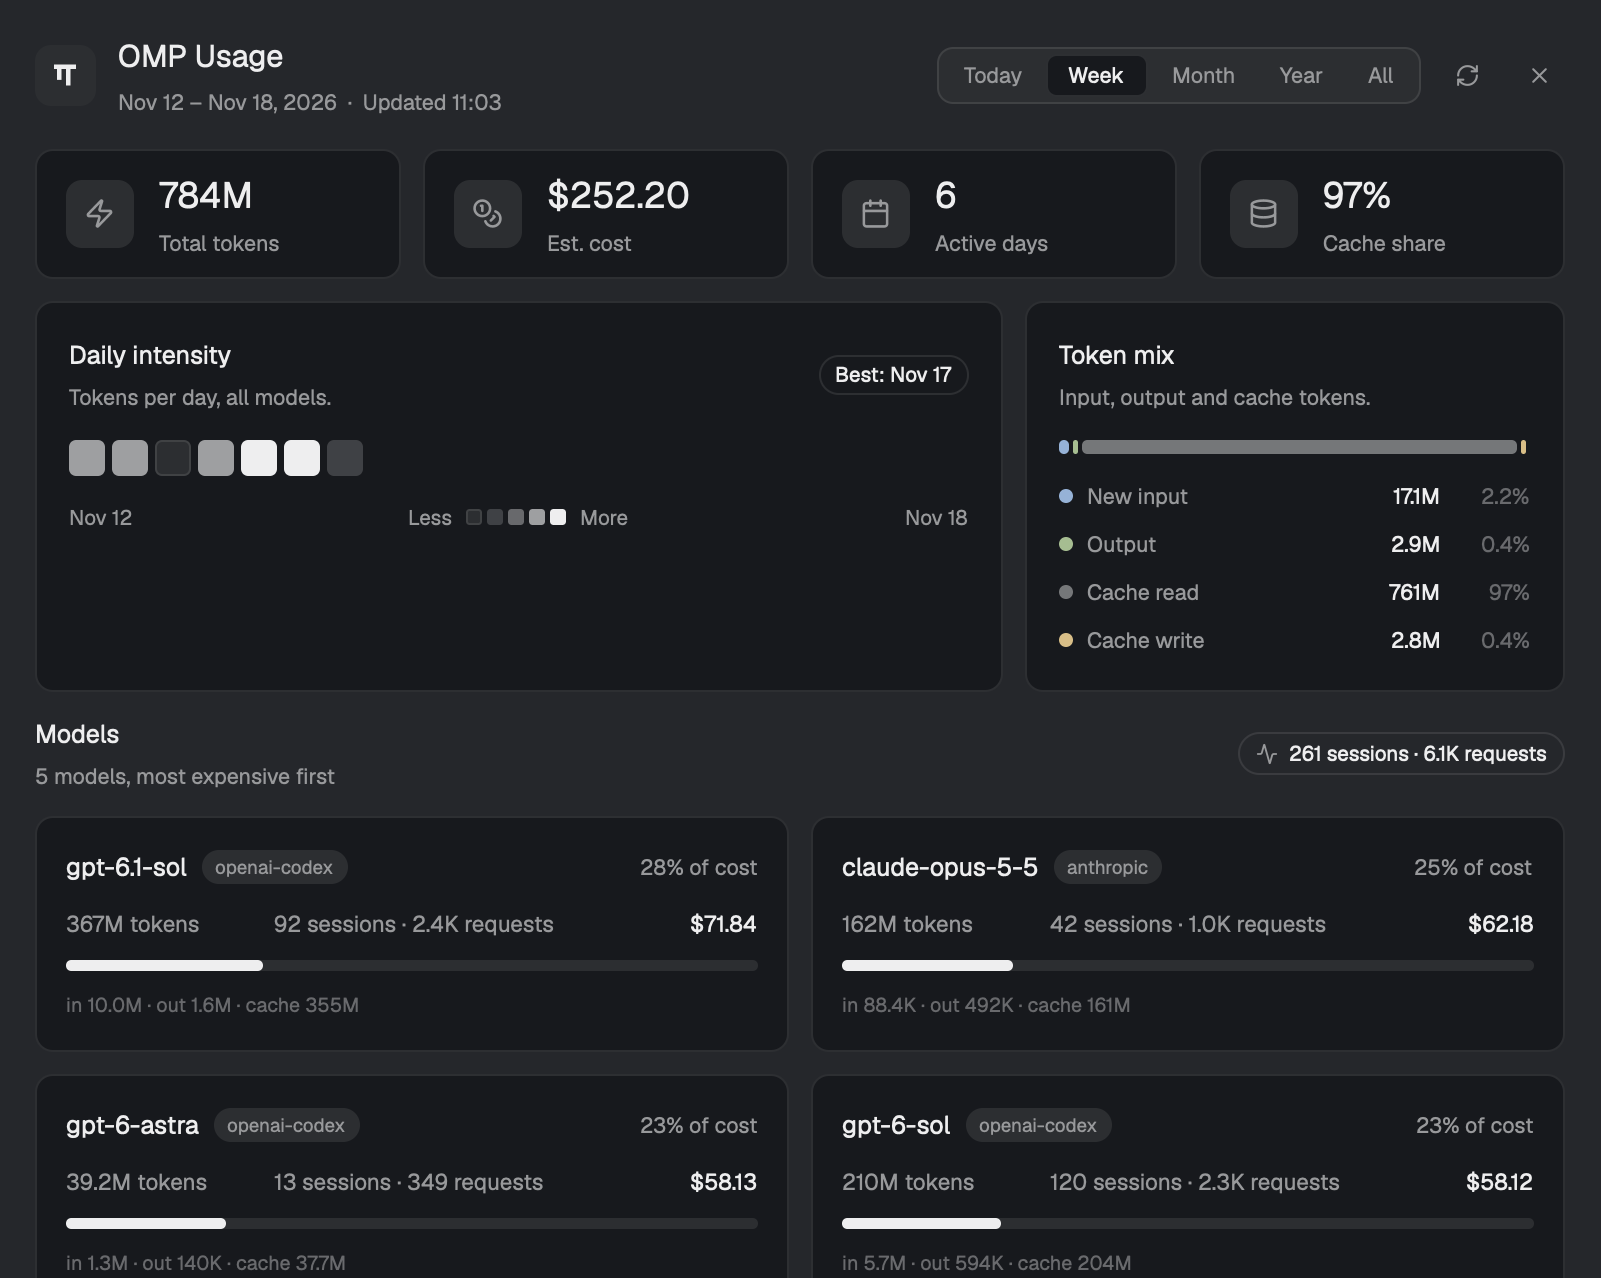 OMP Usage
Nov 12 – Nov 18, 2026 · Updated 11:03
Today Week Month Year All
784M
Total tokens
$252.20
Est. cost
6
Active days
97%
Cache share
Daily intensity
Tokens per day, all models.
Best: Nov 17
Nov 12
Less More
Nov 18
Token mix
Input, output and cache tokens.
New input 17.1M 2.2%
Output 2.9M 0.4%
Cache read 761M 97%
Cache write 2.8M 0.4%
Models
5 models, most expensive first
261 sessions · 6.1K requests
gpt-6.1-sol openai-codex 28% of cost
367M tokens 92 sessions · 2.4K requests $71.84
in 10.0M · out 1.6M · cache 355M
claude-opus-5-5 anthropic 25% of cost
162M tokens 42 sessions · 1.0K requests $62.18
in 88.4K · out 492K · cache 161M
gpt-6-astra openai-codex 23% of cost
39.2M tokens 13 sessions · 349 requests $58.13
in 1.3M · out 140K · cache 37.7M
gpt-6-sol openai-codex 23% of cost
210M tokens 120 sessions · 2.3K requests $58.12
in 5.7M · out 594K · cache 204M